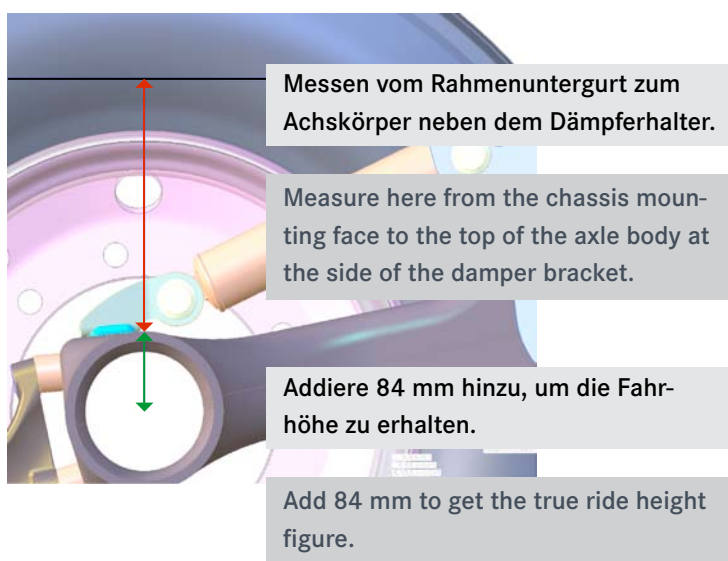 Messen vom Rahmenuntergurt zum
Achskörper neben dem Dämpferhalter.
Measure here from the chassis moun-
ting face to the top of the axle body at
the side of the damper bracket.
Addiere 84 mm hinzu, um die Fahr-
höhe zu erhalten.
Add 84 mm to get the true ride height
figure.